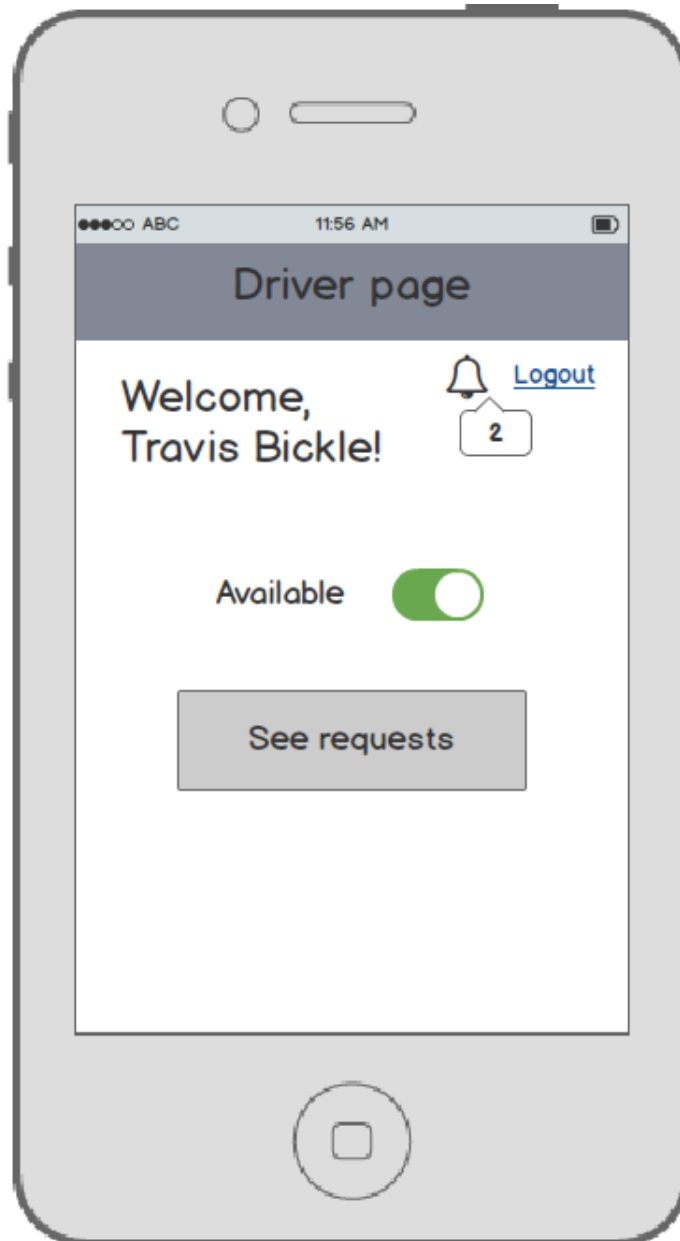 ABC 11:56 AM
Driver page
Welcome,
Travis Bickle!
Logout
2
Available
See requests